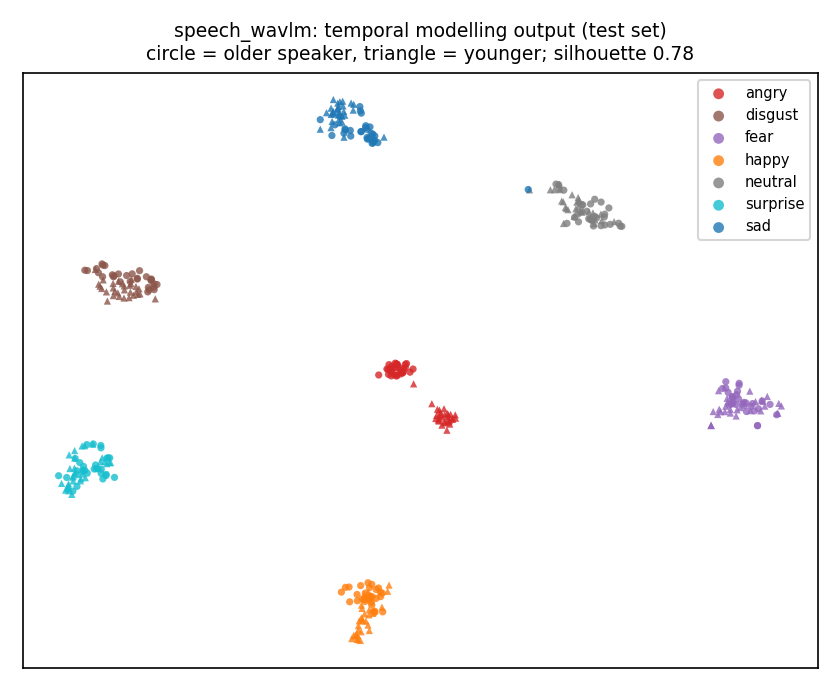 speech_wavlm: temporal modelling output (test set)
circle = older speaker, triangle = younger; silhouette 0.78
angry
disgust
fear
happy
neutral
surprise
sad